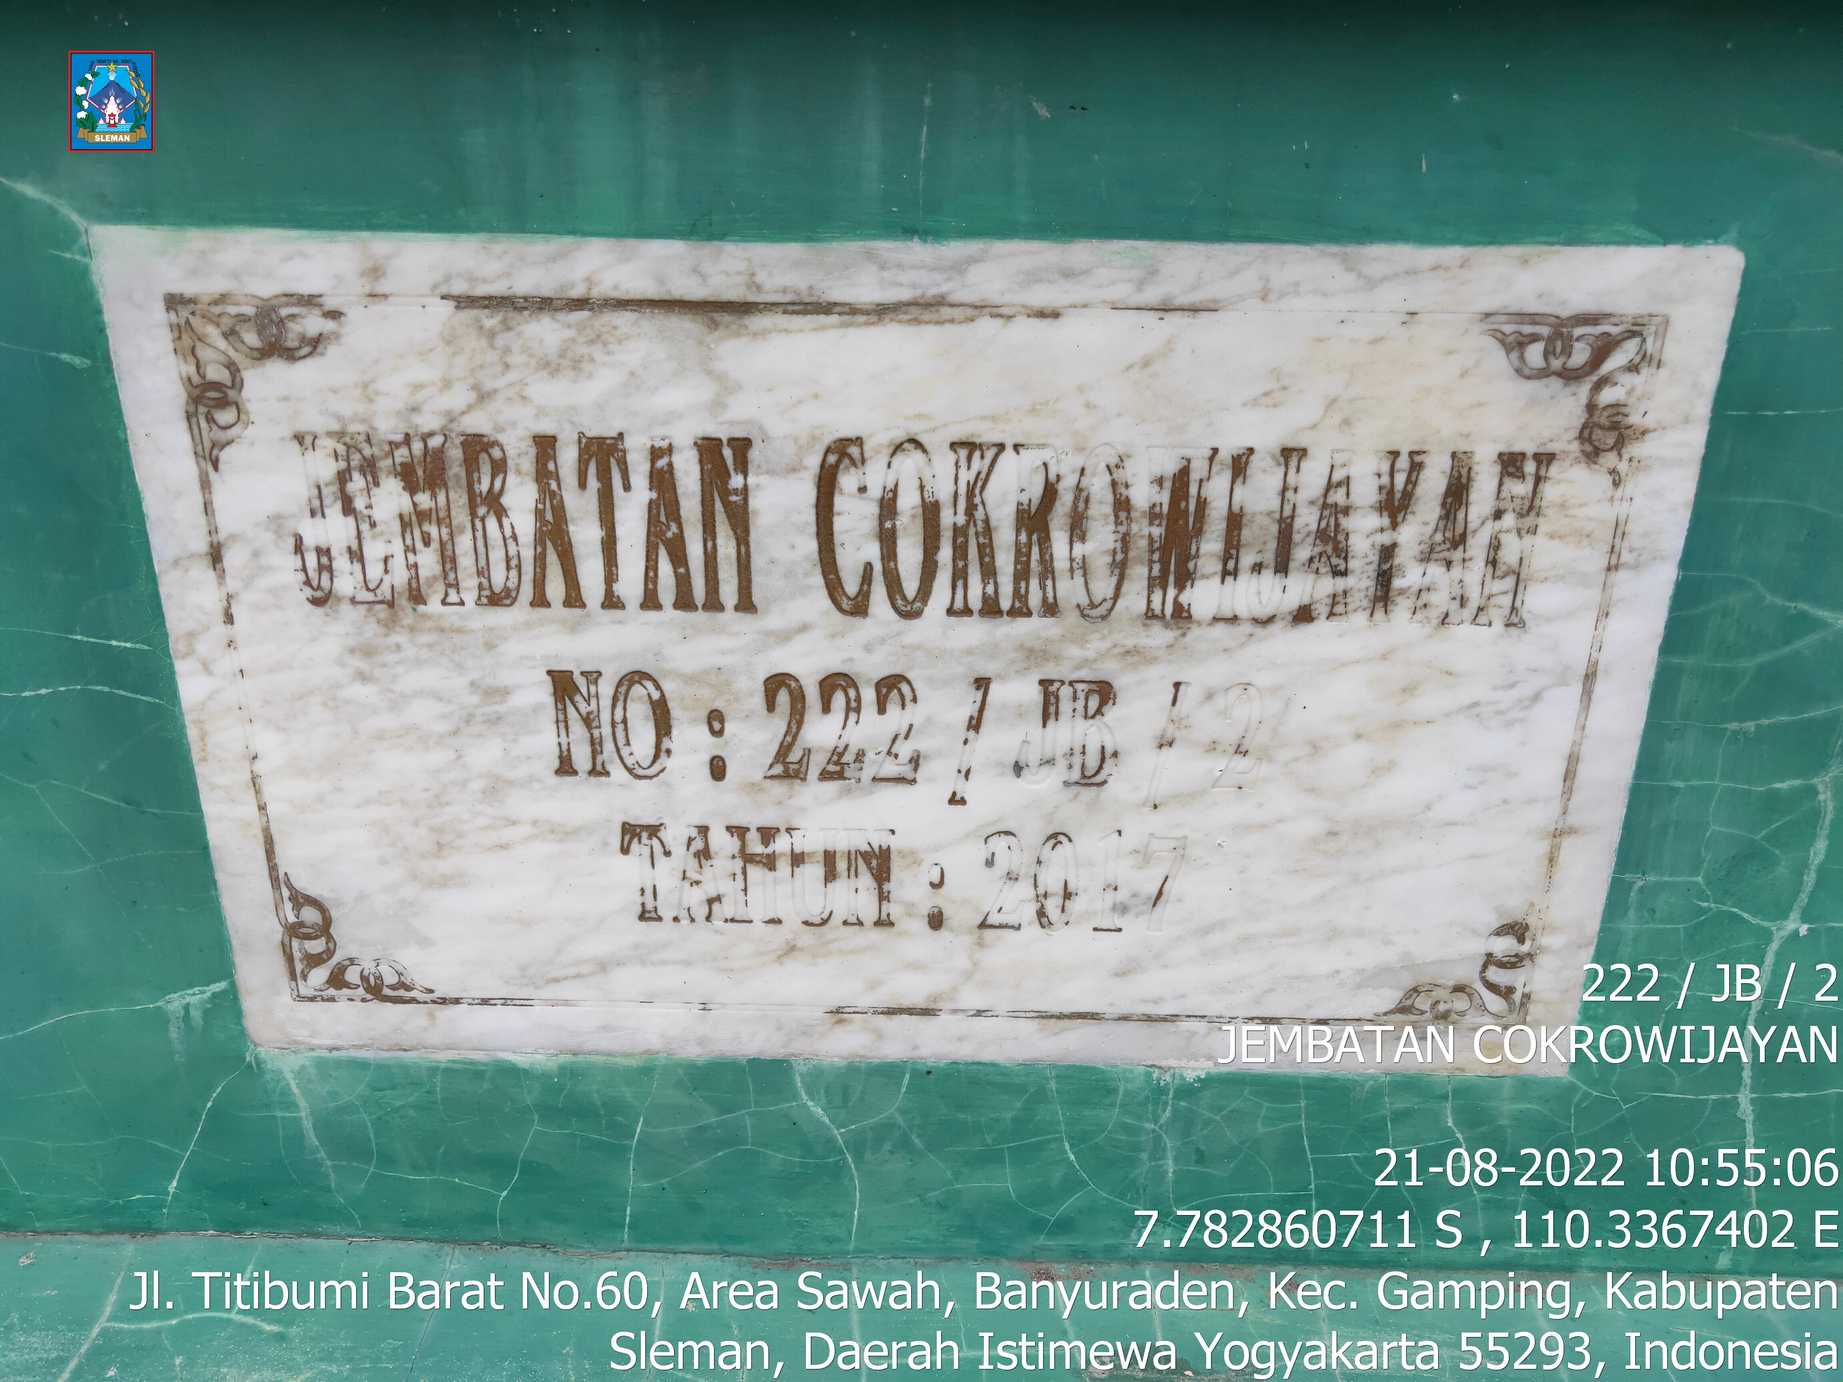 SLEMAN
JEMBATAN COKROWIJAYAN
NO : 222 / JB / 2
TAHUN : 2017
222 / JB / 2
JEMBATAN COKROWIJAYAN
21-08-2022 10:55:06
7.782860711 S , 110.3367402 E
Jl. Titibumi Barat No.60, Area Sawah, Banyuraden, Kec. Gamping, Kabupaten
Sleman, Daerah Istimewa Yogyakarta 55293, Indonesia